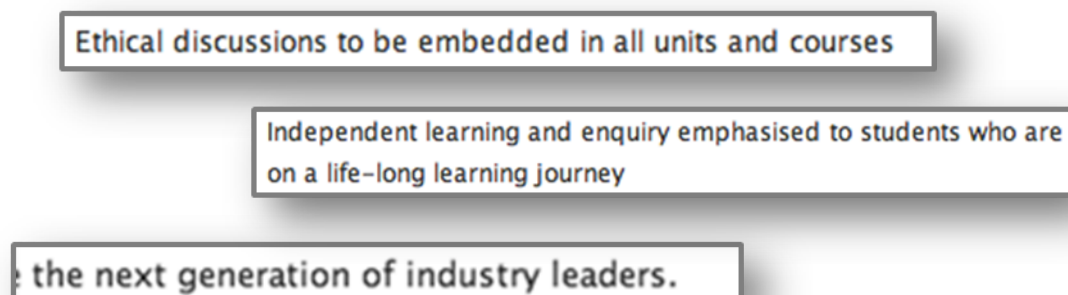 Ethical discussions to be embedded in all units and courses
Independent learning and enquiry emphasised to students who are
on a life-long learning journey
the next generation of industry leaders.